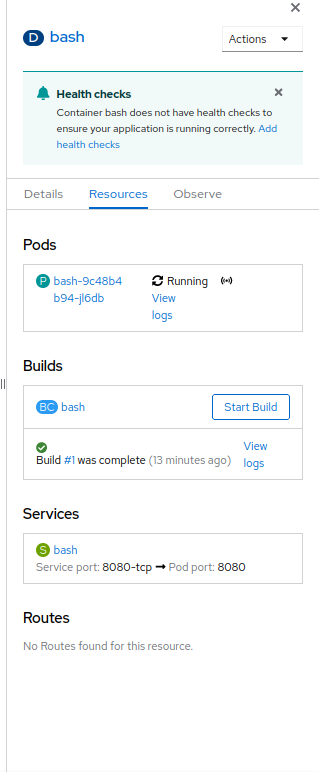 D bash
Actions
Health checks
Container bash does not have health checks to
ensure your application is running correctly. Add
health checks
Details Resources Observe
Pods
P bash-9c48b4 Running
b94-jl6db View
logs
Builds
BC bash Start Build
View
Build #1 was complete (13 minutes ago) logs
Services
S bash
Service port: 8080-tcp → Pod port: 8080
Routes
No Routes found for this resource.